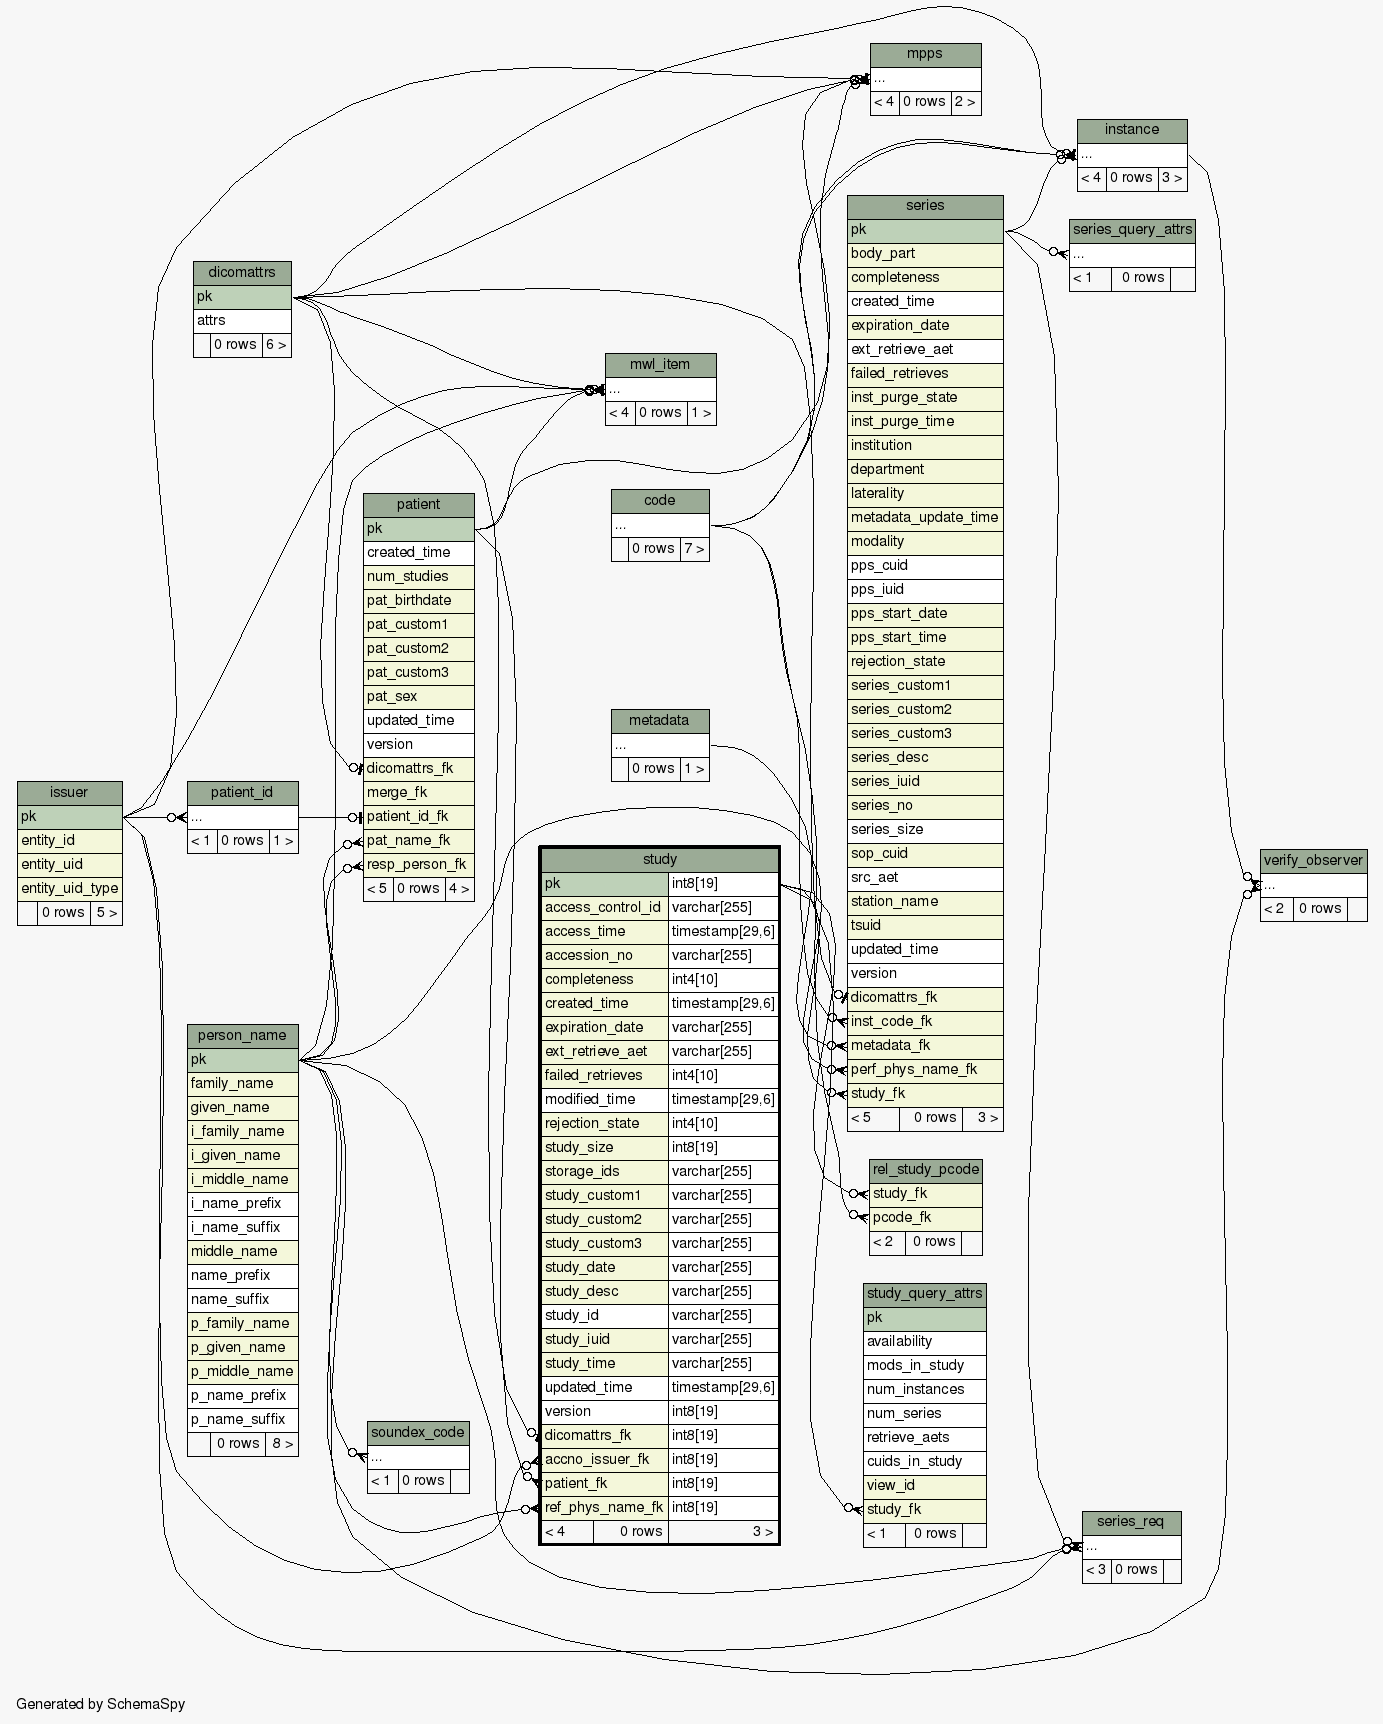 mpps
...
< 4 0 rows 2 >
instance
...
< 4 0 rows 3 >
series
pk
body_part
completeness
created_time
expiration_date
ext_retrieve_aet
failed_retrieves
inst_purge_state
inst_purge_time
institution
department
laterality
metadata_update_time
modality
pps_cuid
pps_iuid
pps_start_date
pps_start_time
rejection_state
series_custom1
series_custom2
series_custom3
series_desc
series_iuid
series_no
series_size
sop_cuid
src_aet
station_name
tsuid
updated_time
version
dicomattrs_fk
inst_code_fk
metadata_fk
perf_phys_name_fk
study_fk
< 5 0 rows 3 >
series_query_attrs
...
< 1 0 rows
dicomattrs
pk
attrs
0 rows 6 >
mwl_item
...
< 4 0 rows 1 >
patient
pk
created_time
num_studies
pat_birthdate
pat_custom1
pat_custom2
pat_custom3
pat_sex
updated_time
version
dicomattrs_fk
merge_fk
patient_id_fk
pat_name_fk
resp_person_fk
< 5 0 rows 4 >
code
...
0 rows 7 >
metadata
...
0 rows 1 >
issuer
pk
entity_id
entity_uid
entity_uid_type
0 rows 5 >
patient_id
...
< 1 0 rows 1 >
study
pk int8[19]
access_control_id varchar[255]
access_time timestamp[29,6]
accession_no varchar[255]
completeness int4[10]
created_time timestamp[29,6]
expiration_date varchar[255]
ext_retrieve_aet varchar[255]
failed_retrieves int4[10]
modified_time timestamp[29,6]
rejection_state int4[10]
study_size int8[19]
storage_ids varchar[255]
study_custom1 varchar[255]
study_custom2 varchar[255]
study_custom3 varchar[255]
study_date varchar[255]
study_desc varchar[255]
study_id varchar[255]
study_iuid varchar[255]
study_time varchar[255]
updated_time timestamp[29,6]
version int8[19]
dicomattrs_fk int8[19]
accno_issuer_fk int8[19]
patient_fk int8[19]
ref_phys_name_fk int8[19]
< 4 0 rows 3 >
verify_observer
...
< 2 0 rows
person_name
pk
family_name
given_name
i_family_name
i_given_name
i_middle_name
i_name_prefix
i_name_suffix
middle_name
name_prefix
name_suffix
p_family_name
p_given_name
p_middle_name
p_name_prefix
p_name_suffix
0 rows 8 >
rel_study_pcode
study_fk
pcode_fk
< 2 0 rows
study_query_attrs
pk
availability
mods_in_study
num_instances
num_series
retrieve_aets
cuids_in_study
view_id
study_fk
< 1 0 rows
soundex_code
...
< 1 0 rows
series_req
...
< 3 0 rows
Generated by SchemaSpy